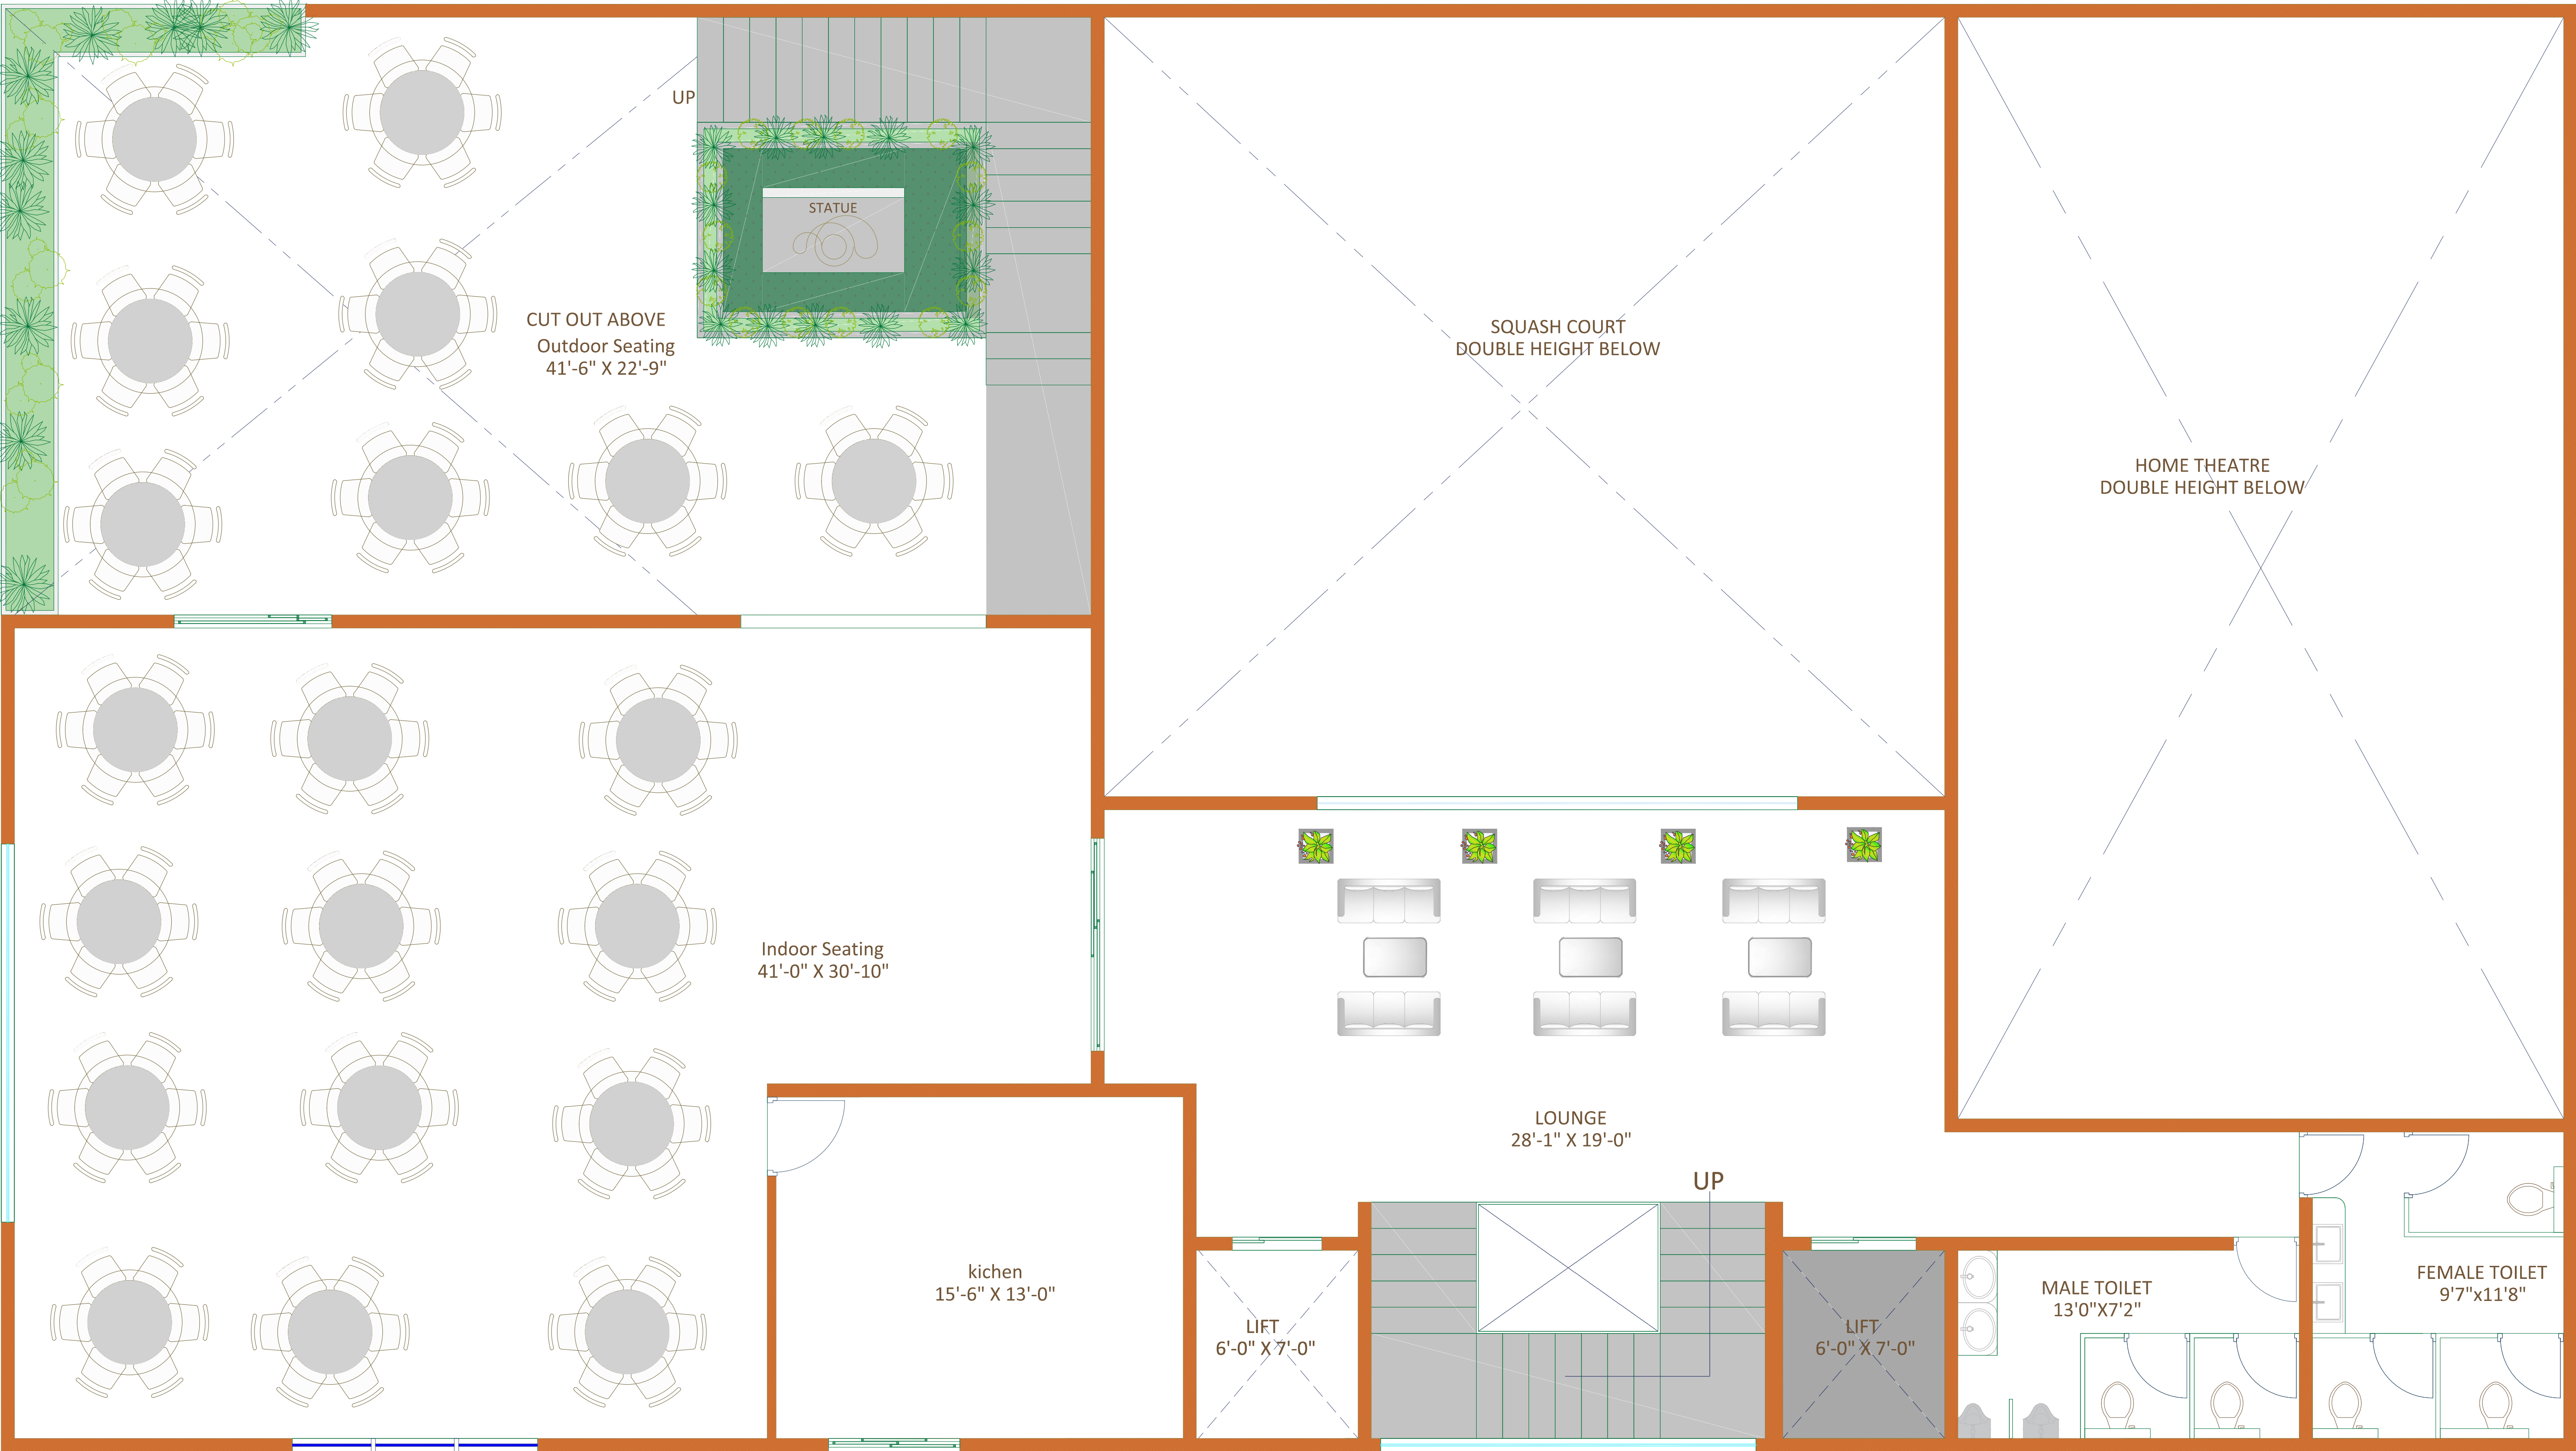 UP
STATUE
CUT OUT ABOVE
Outdoor Seating
41'-6" X 22'-9"
SQUASH COURT
DOUBLE HEIGHT BELOW
HOME THEATRE
DOUBLE HEIGHT BELOW
Indoor Seating
41'-0" X 30'-10"
LOUNGE
28'-1" X 19'-0"
UP
kichen
15'-6" X 13'-0"
LIFT
6'-0" X 7'-0"
LIFT
6'-0" X 7'-0"
MALE TOILET
13'0"X7'2"
FEMALE TOILET
9'7"x11'8"